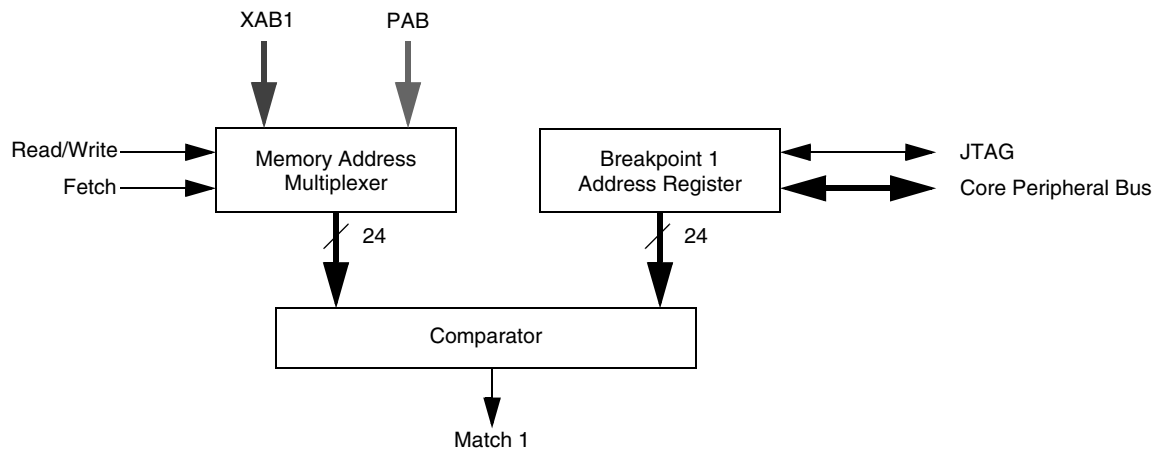 XAB1 PAB
Read/Write
Fetch
Memory Address
Multiplexer
Breakpoint 1
Address Register
JTAG
Core Peripheral Bus
24 24
Comparator
Match 1